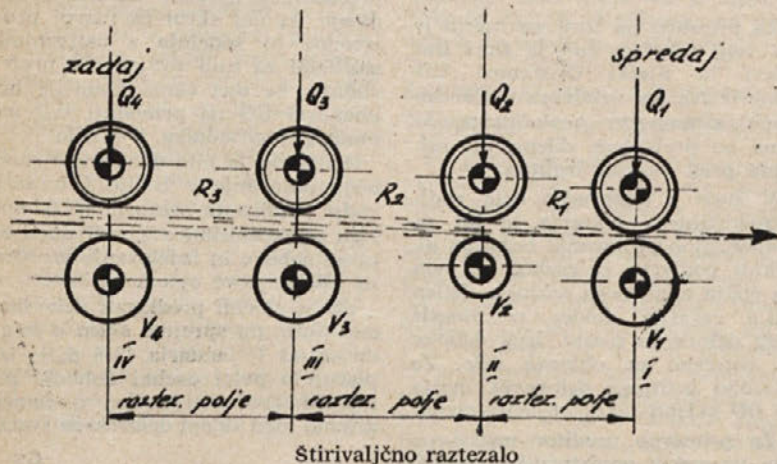 zadaj
spredaj
Q4 Q3 Q2 Q1
R3 R2 R1
V4 V3 V2 V1
IV III II I
raztez. polje raztez. polje raztez. polje
Štirivaljčno raztezalo